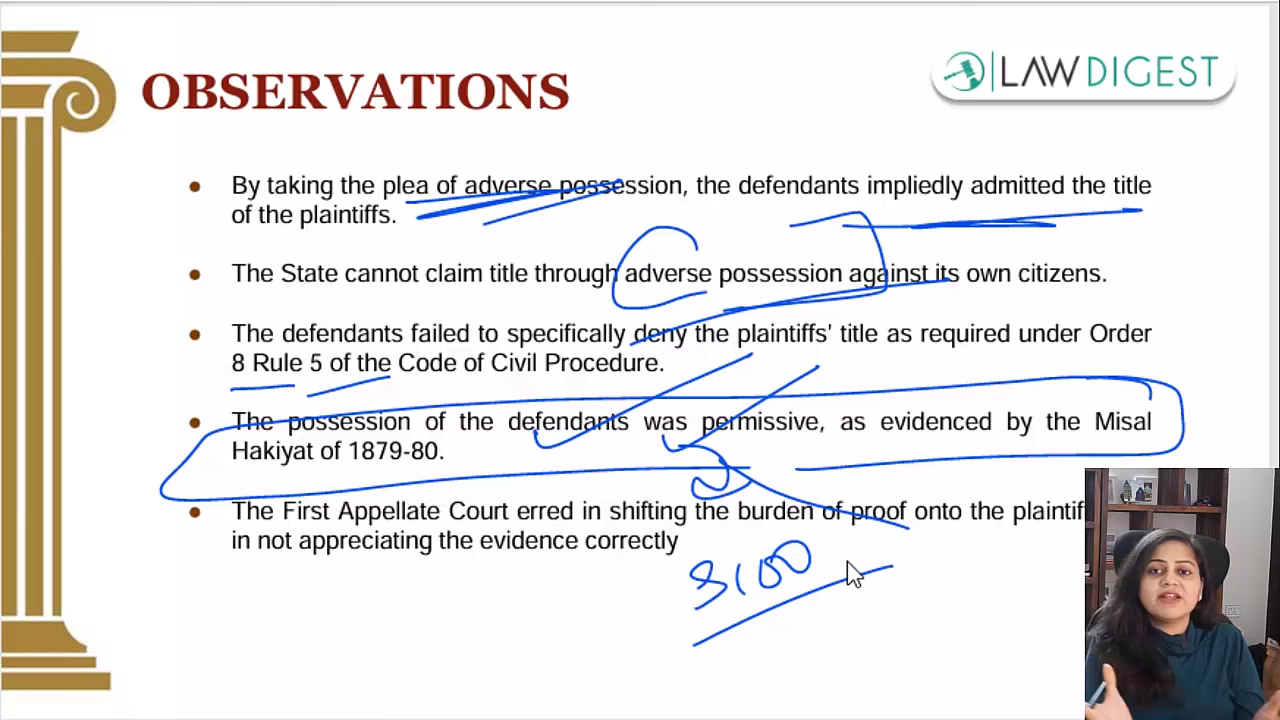 OBSERVATIONS
LAWDIGEST
• By taking the plea of adverse possession, the defendants impliedly admitted the title
of the plaintiffs.
• The State cannot claim title through adverse possession against its own citizens.
• The defendants failed to specifically deny the plaintiffs' title as required under Order
8 Rule 5 of the Code of Civil Procedure.
• The possession of the defendants was permissive, as evidenced by the Misal
Hakiyat of 1879-80.
• The First Appellate Court erred in shifting the burden of proof onto the plaintiff
in not appreciating the evidence correctly
S100